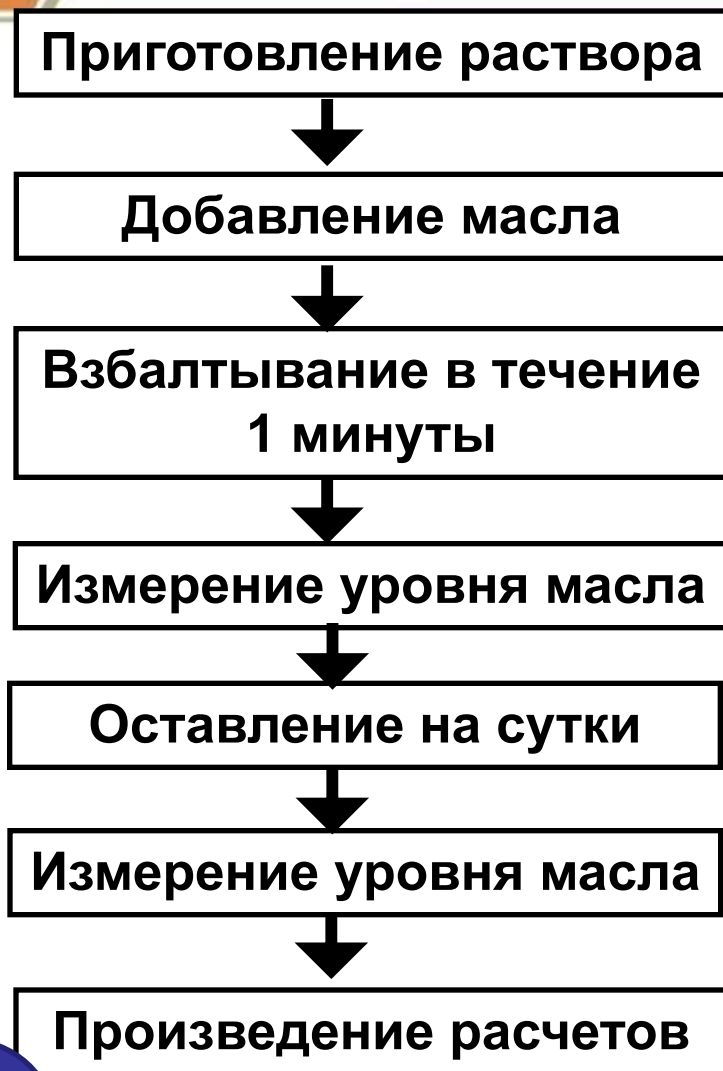 Приготовление раствора
Добавление масла
Взбалтывание в течение
1 минуты
Измерение уровня масла
Оставление на сутки
Измерение уровня масла
Произведение расчетов